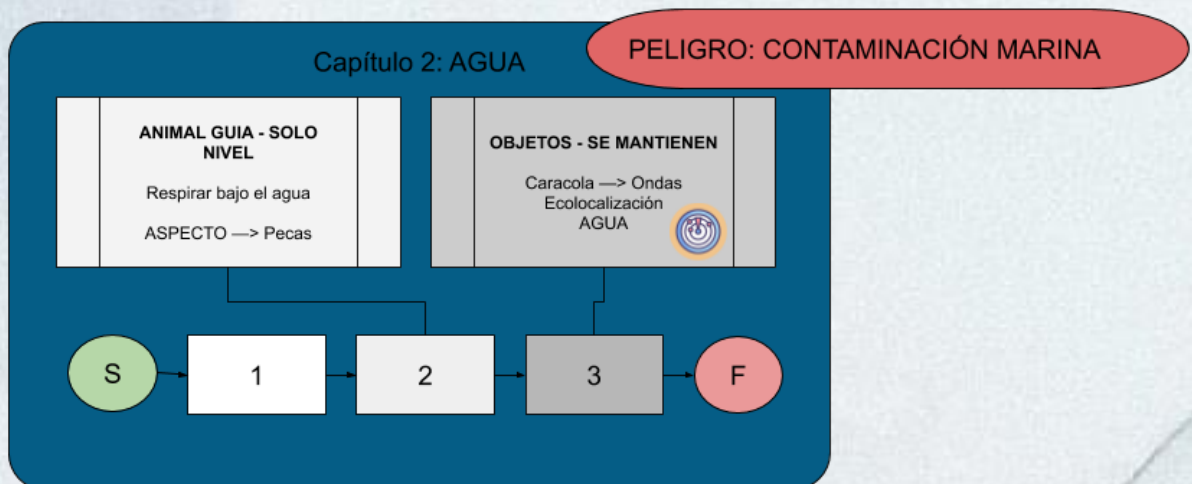 Capítulo 2: AGUA
PELIGRO: CONTAMINACIÓN MARINA
ANIMAL GUIA - SOLO
NIVEL
Respirar bajo el agua
ASPECTO —> Pecas
OBJETOS - SE MANTIENEN
Caracola —> Ondas
Ecolocalización
AGUA
S
1
2
3
F